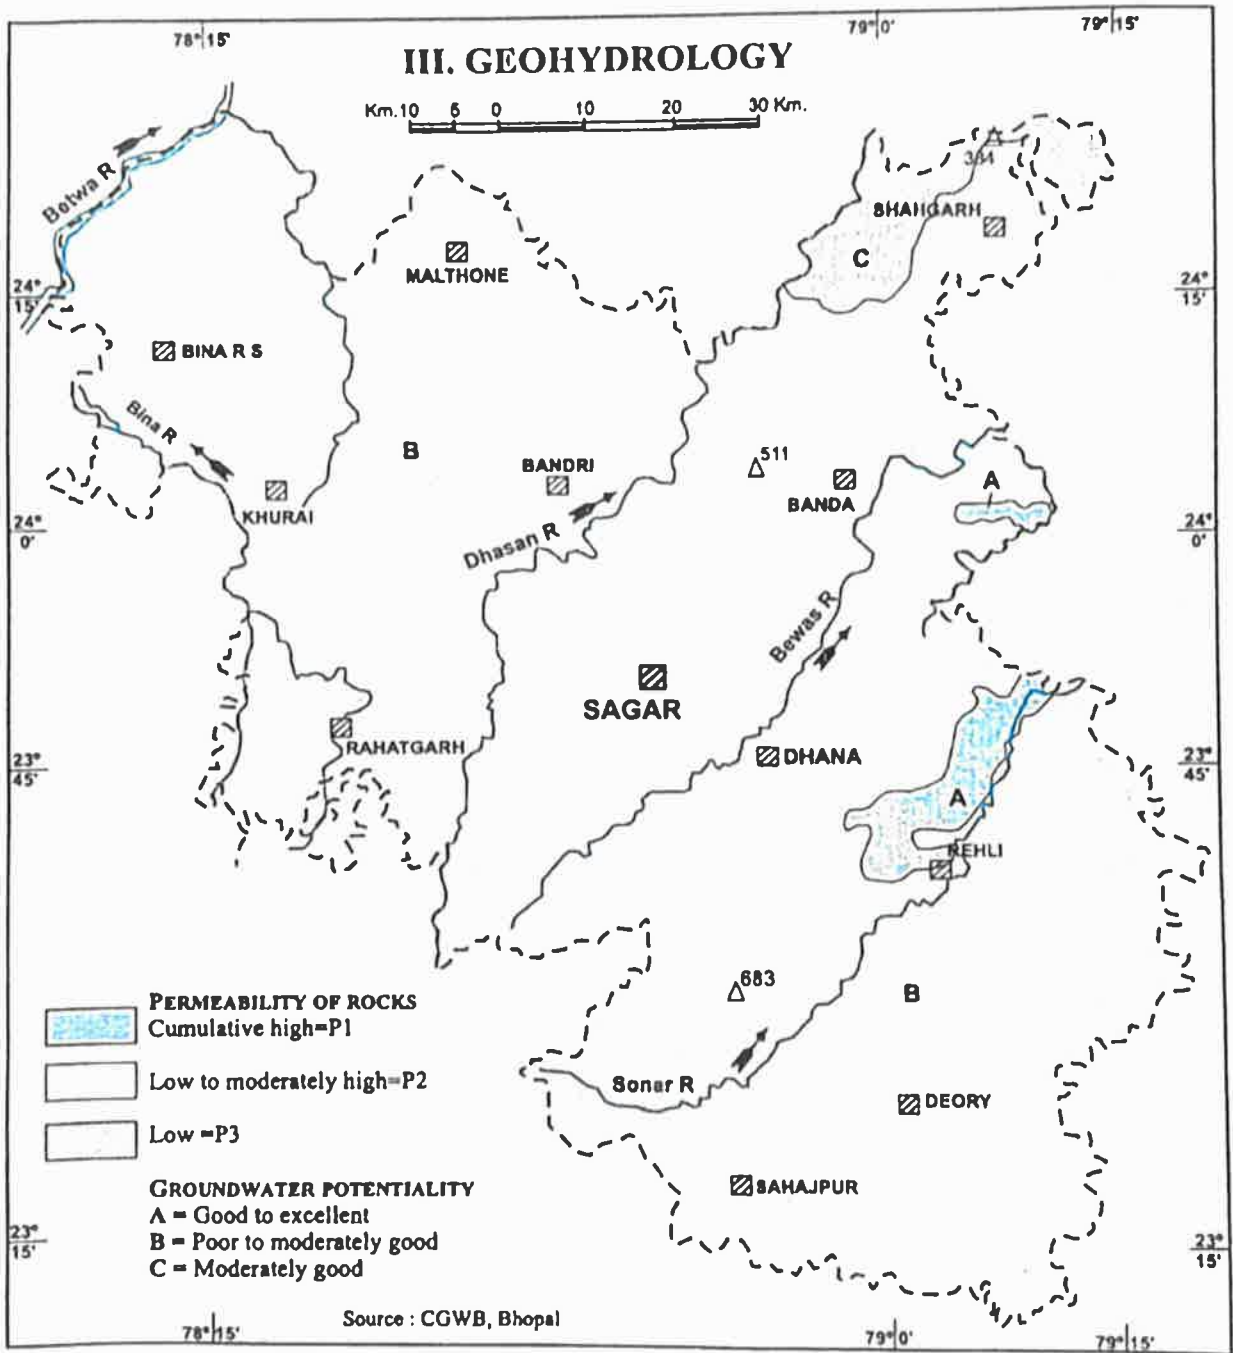 78° 15'
79° 0'
79° 15'
III. GEOHYDROLOGY
Km. 10 5 0 10 20 30 Km.
Betwa R
384
SHAHGARH
C
MALTHONE
24°
15'
24°
15'
BINA R S
Bina R
B
511
BANDRI
A
KHURAI
BANDA
24°
0'
24°
0'
Dhasan R
Bewas R
SAGAR
RAHATGARH
DHANA
23°
45'
23°
45'
A
REHLI
683
B
PERMEABILITY OF ROCKS
Cumulative high=P1
Low to moderately high=P2
Sonar R
DEORY
Low =P3
GROUNDWATER POTENTIALITY
SAHAJPUR
A = Good to excellent
B = Poor to moderately good
C = Moderately good
23°
15'
23°
15'
Source : CGWB, Bhopal
78° 15'
79° 0'
79° 15'